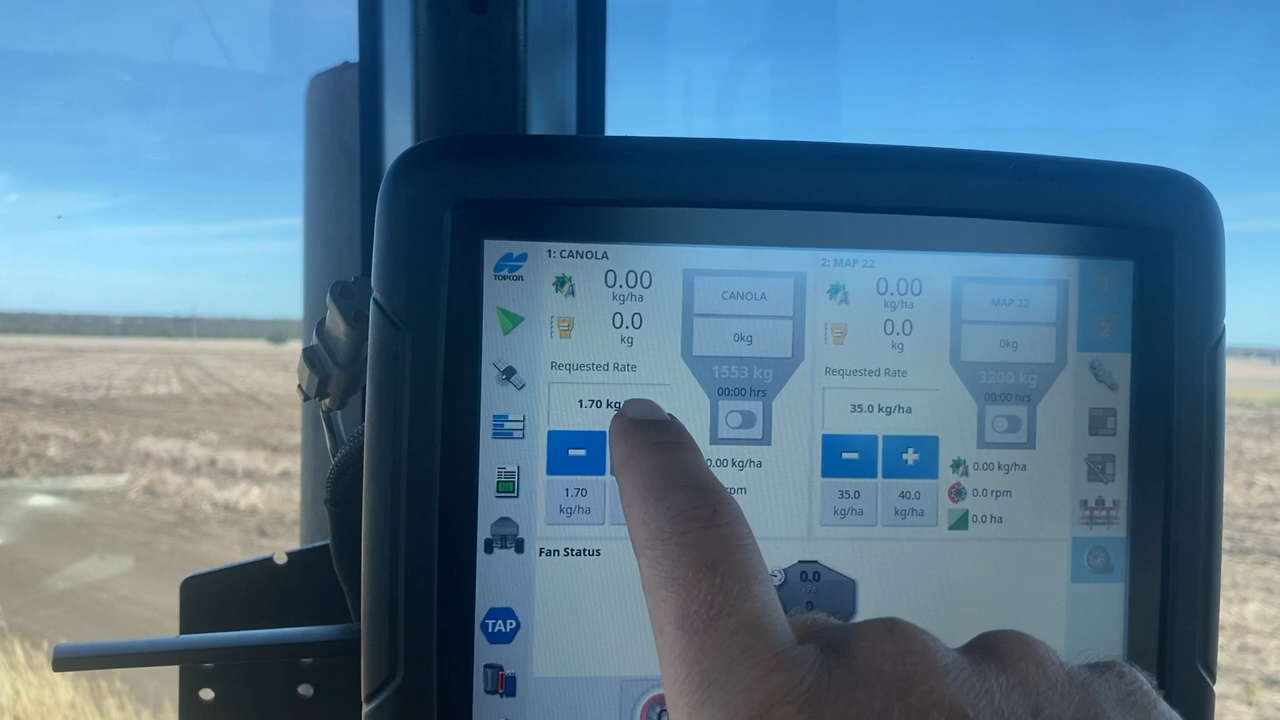 TOPCON
1: CANOLA
0.00
kg/ha
0.0
kg
Requested Rate
1.70 kg
1.70
kg/ha
CANOLA
0kg
1553 kg
00:00 hrs
0.00 kg/ha
rpm
2: MAP 22
0.00
kg/ha
0.0
kg
Requested Rate
35.0 kg/ha
35.0
kg/ha
40.0
kg/ha
MAP 22
0kg
3200 kg
00:00 hrs
0.00 kg/ha
0.0 rpm
0.0 ha
Fan Status
0.0
0
TAP